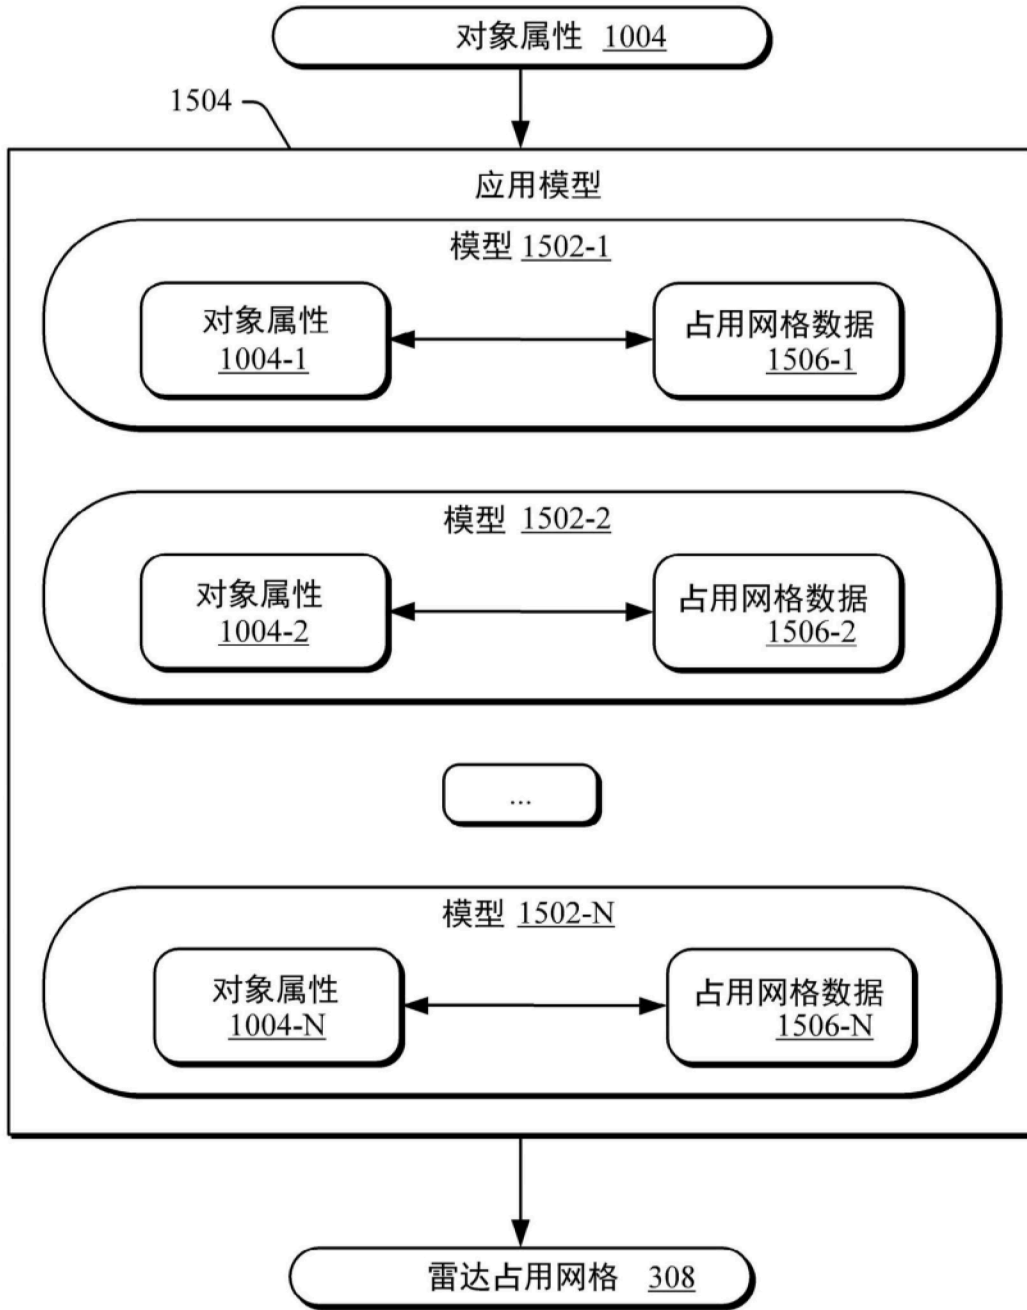 对象属性 1004
1504
应用模型
模型 1502-1
对象属性
1004-1
占用网格数据
1506-1
模型 1502-2
对象属性
1004-2
占用网格数据
1506-2
...
模型 1502-N
对象属性
1004-N
占用网格数据
1506-N
雷达占用网格 308